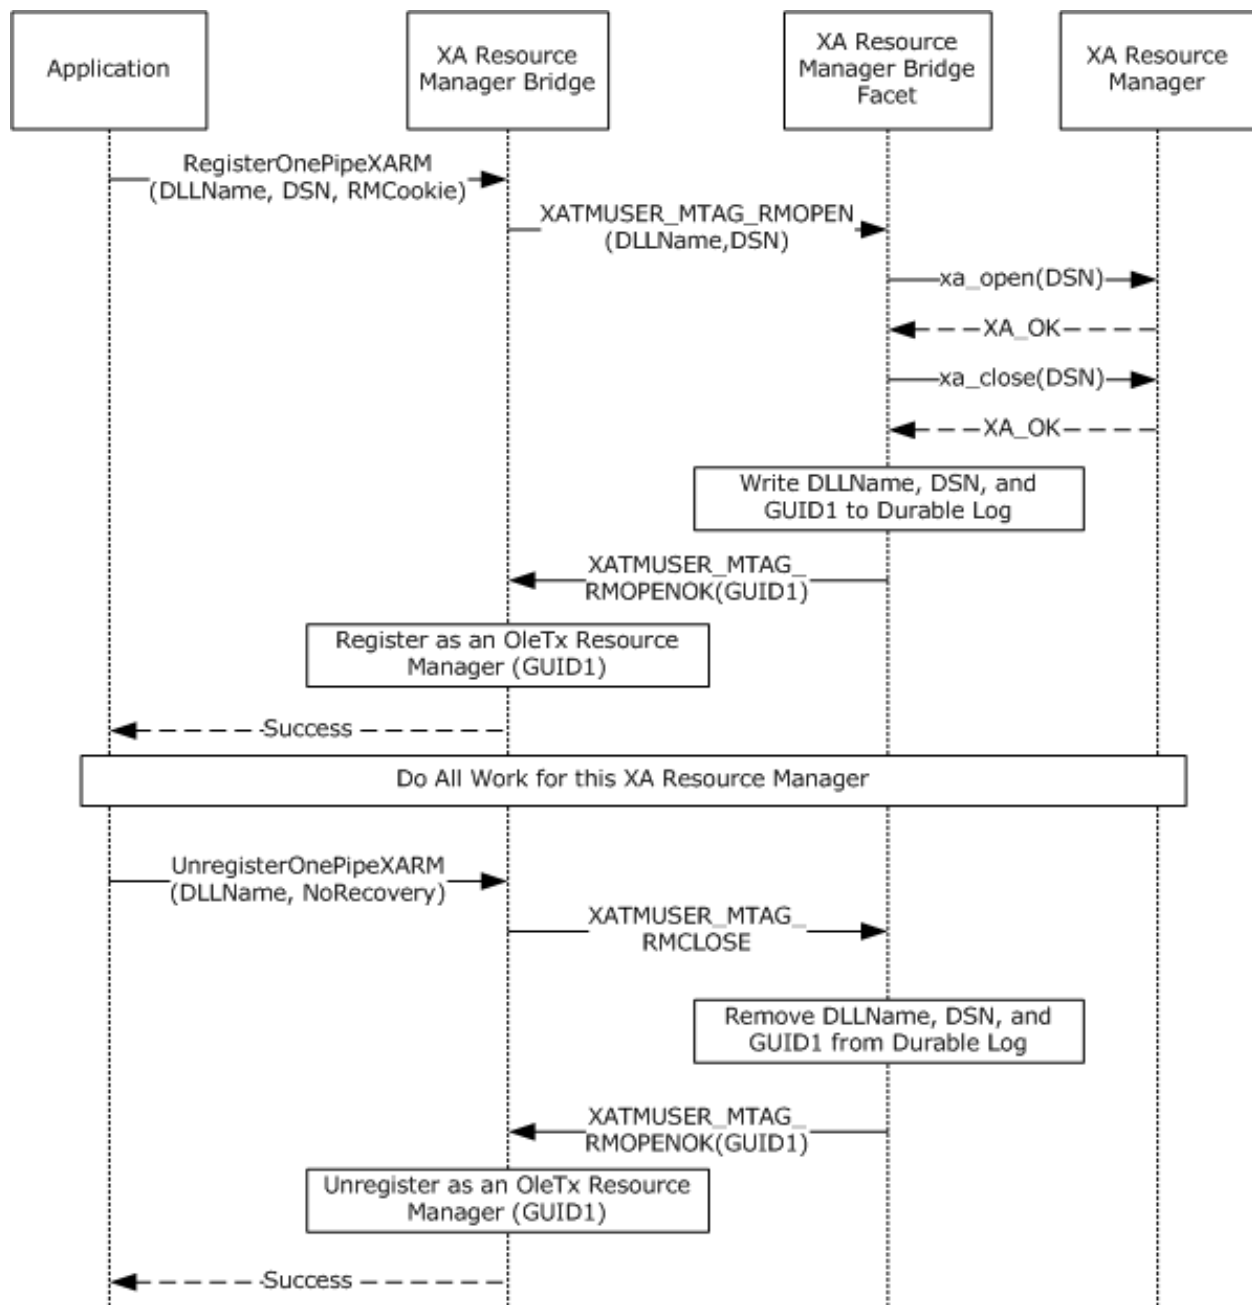 Application
XA Resource
Manager Bridge
XA Resource
Manager Bridge
Facet
XA Resource
Manager
RegisterOnePipeXARM
(DLLName, DSN, RMCookie)
XATMUSER_MTAG_RMOPEN
(DLLName,DSN)
xa_open(DSN)
XA_OK
xa_close(DSN)
XA_OK
Write DLLName, DSN, and
GUID1 to Durable Log
XATMUSER_MTAG_
RMOPENOK(GUID1)
Register as an OleTx Resource
Manager (GUID1)
Success
Do All Work for this XA Resource Manager
UnregisterOnePipeXARM
(DLLName, NoRecovery)
XATMUSER_MTAG_
RMCLOSE
Remove DLLName, DSN, and
GUID1 from Durable Log
XATMUSER_MTAG_
RMOPENOK(GUID1)
Unregister as an OleTx Resource
Manager (GUID1)
Success